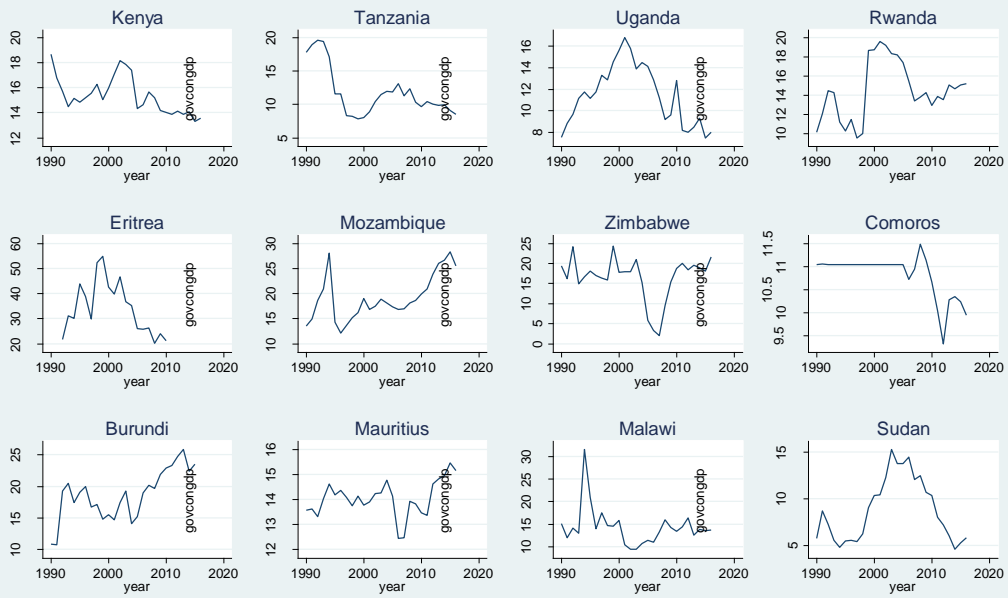 Kenya
20
18
16
14
12
govcongdp
1990 2000 2010 2020
year
Tanzania
20
15
10
5
govcongdp
1990 2000 2010 2020
year
Uganda
16
14
12
10
8
govcongdp
1990 2000 2010 2020
year
Rwanda
20
18
16
14
12
10
1990 2000 2010 2020
year
Eritrea
60
50
40
30
20
govcongdp
1990 2000 2010 2020
year
Mozambique
30
25
20
15
10
govcongdp
1990 2000 2010 2020
year
Zimbabwe
25
20
15
10
5
0
govcongdp
1990 2000 2010 2020
year
Comoros
11.5
11
10.5
10
9.5
1990 2000 2010 2020
year
Burundi
25
20
15
10
govcongdp
1990 2000 2010 2020
year
Mauritius
16
15
14
13
12
govcongdp
1990 2000 2010 2020
year
Malawi
30
25
20
15
10
govcongdp
1990 2000 2010 2020
year
Sudan
15
10
5
1990 2000 2010 2020
year